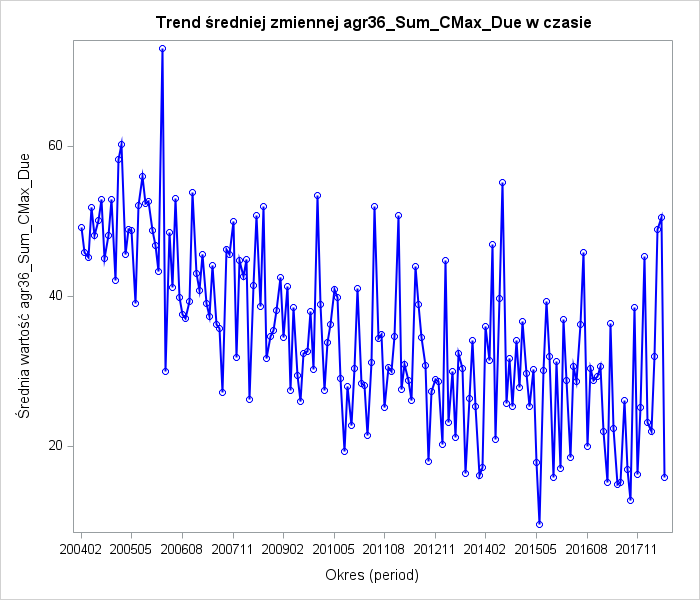 Trend średniej zmiennej agr36_Sum_CMax_Due w czasie
Średnia wartość agr36_Sum_CMax_Due
60
40
20
200402 200505 200608 200711 200902 201005 201108 201211 201402 201505 201608 201711
Okres (period)